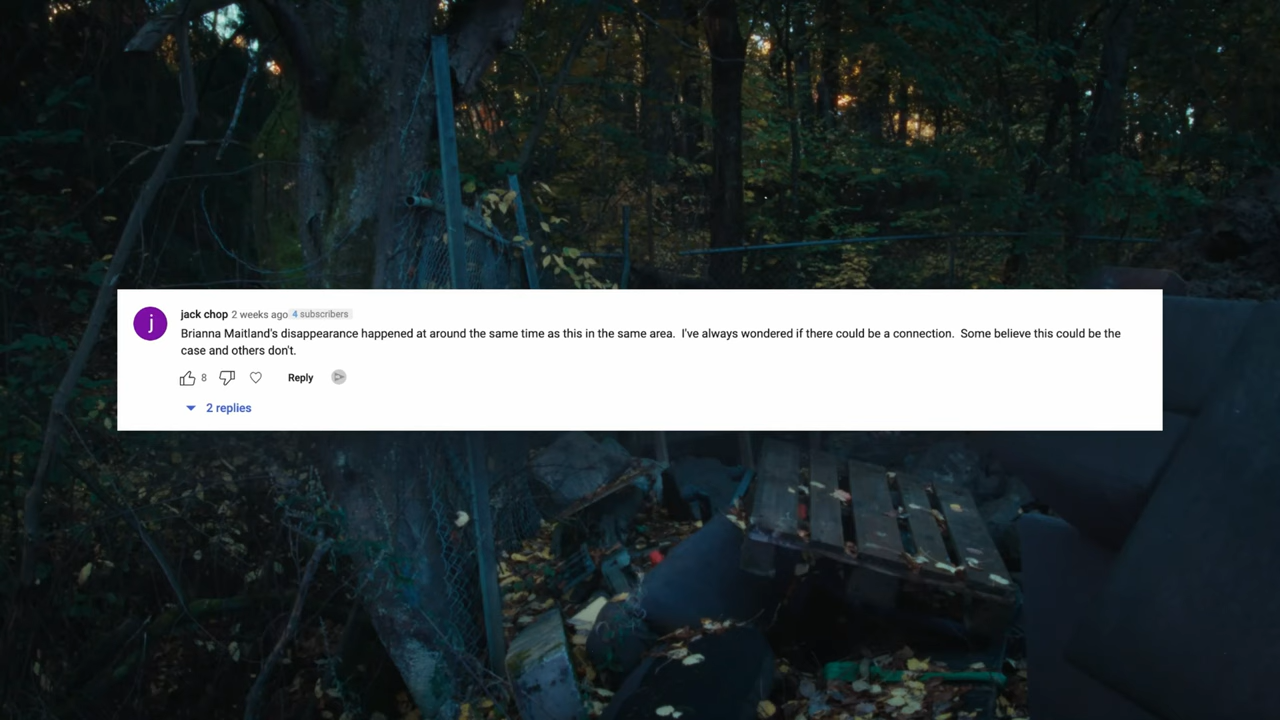 j
jack chop 2 weeks ago 4 subscribers
Brianna Maitland's disappearance happened at around the same time as this in the same area.  I've always wondered if there could be a connection.  Some believe this could be the
case and others don't.
8 Reply
2 replies